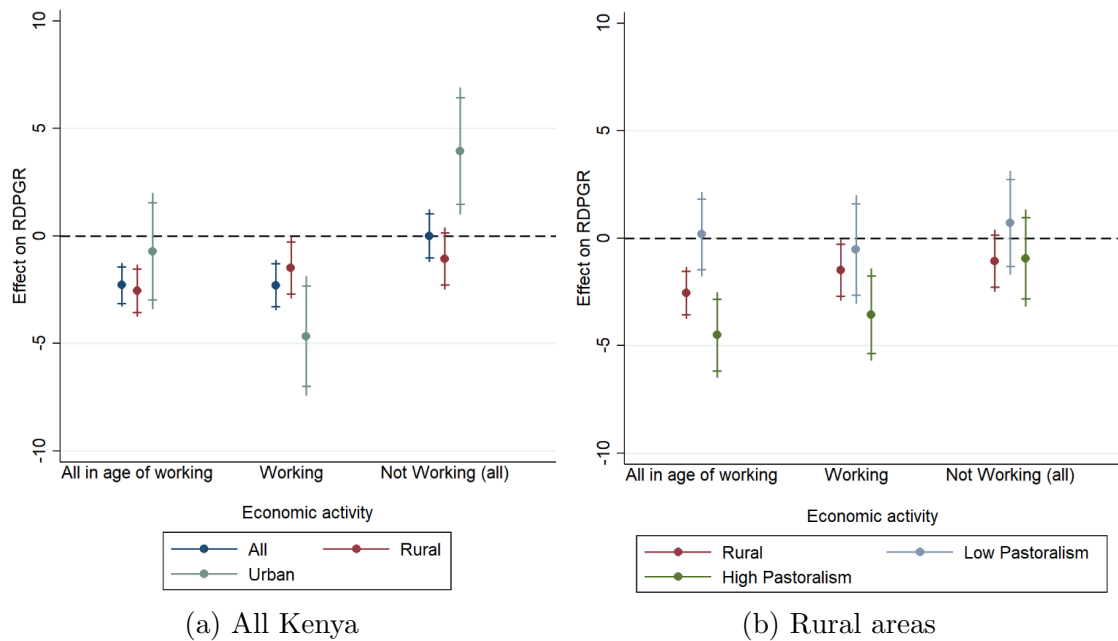 10
5
0
-5
-10
Effect on RDPGR
All in age of working
Working
Not Working (all)
Economic activity
All
Rural
Urban
(a) All Kenya
10
5
0
-5
-10
Effect on RDPGR
All in age of working
Working
Not Working (all)
Economic activity
Rural
Low Pastoralism
High Pastoralism
(b) Rural areas